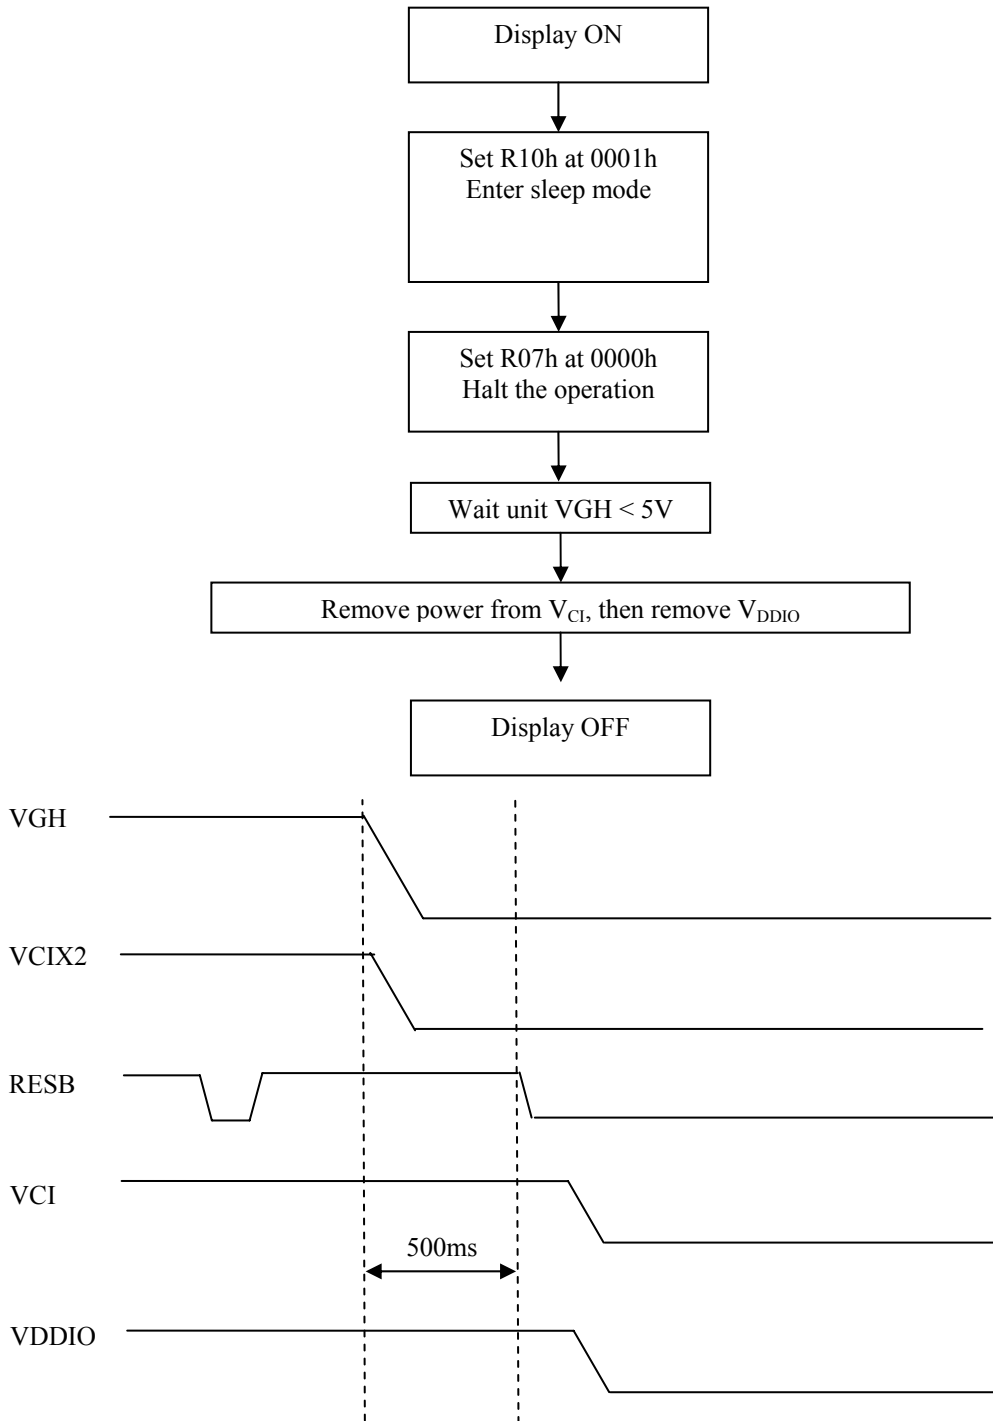 Display ON
Set R10h at 0001h
Enter sleep mode
Set R07h at 0000h
Halt the operation
Wait unit VGH < 5V
Remove power from VCI, then remove VDDIO
Display OFF
VGH
VCIX2
RESB
VCI
500ms
VDDIO